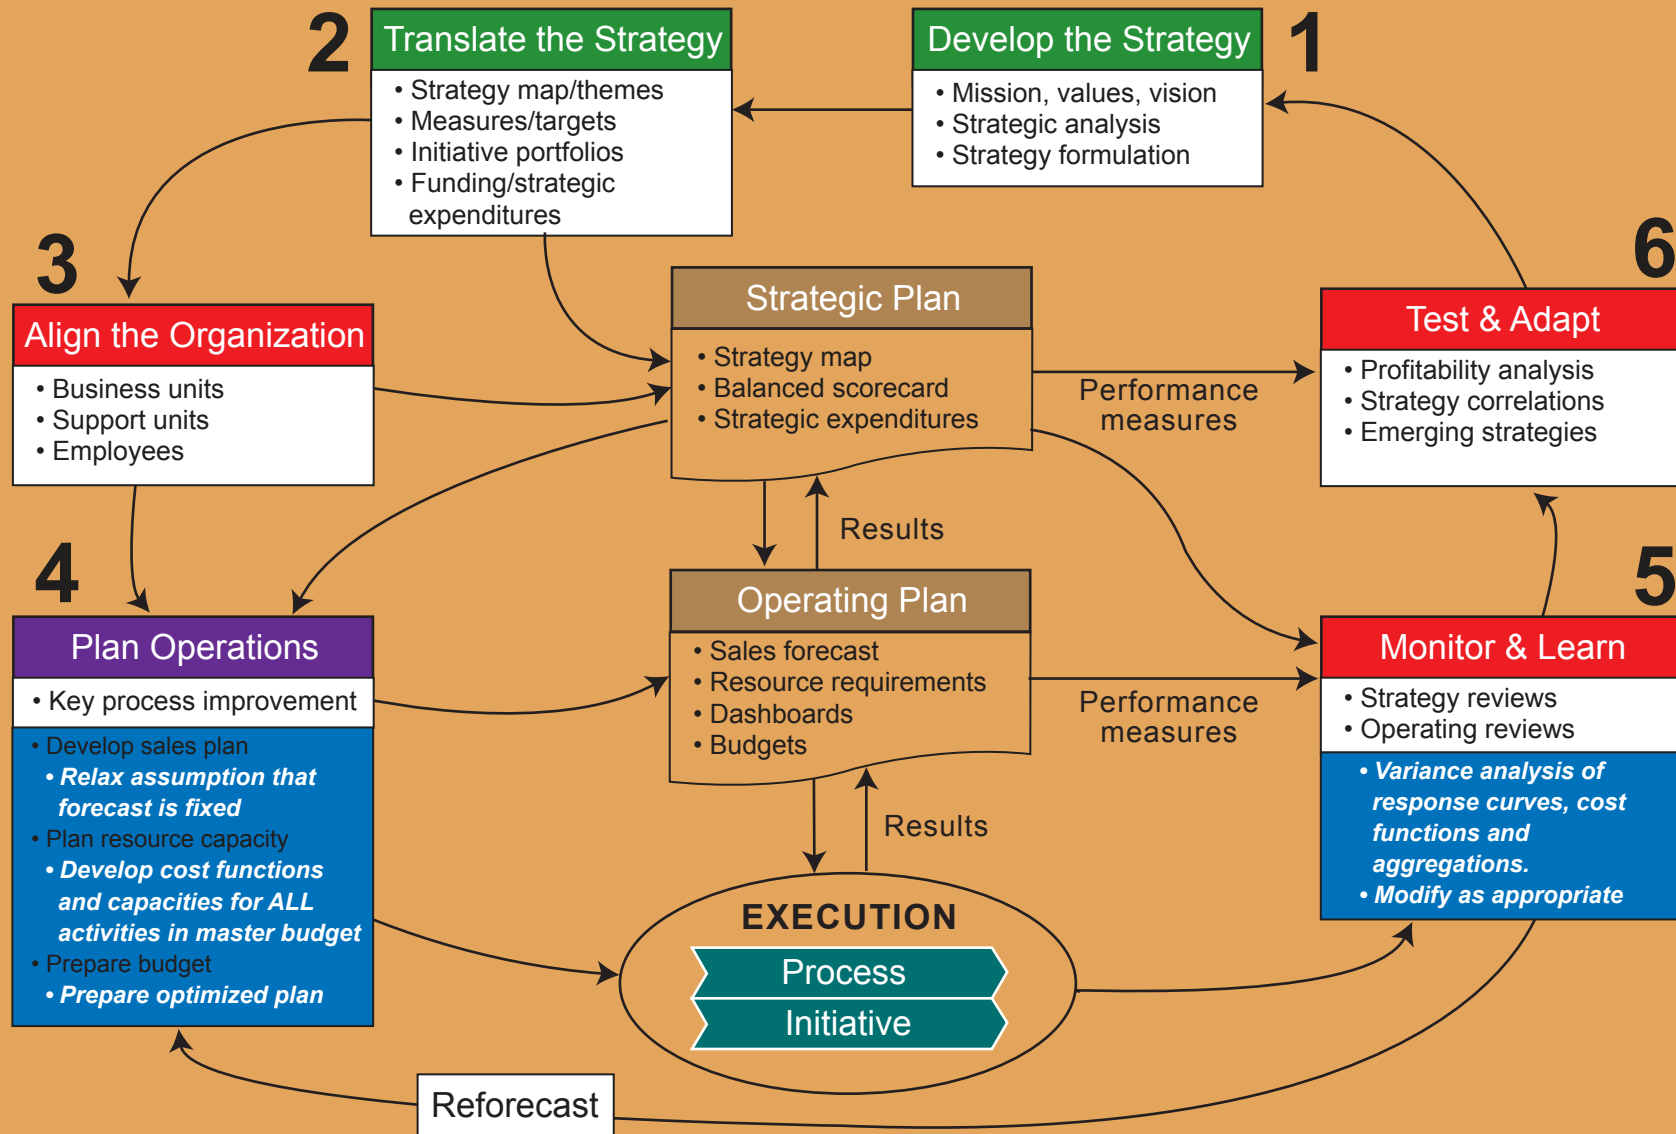 1
Develop the Strategy
• Mission, values, vision
• Strategic analysis
• Strategy formulation
2
Translate the Strategy
• Strategy map/themes
• Measures/targets
• Initiative portfolios
• Funding/strategic
expenditures
3
Align the Organization
• Business units
• Support units
• Employees
Strategic Plan
• Strategy map
• Balanced scorecard
• Strategic expenditures
Performance
measures
6
Test & Adapt
• Profitability analysis
• Strategy correlations
• Emerging strategies
Results
4
Plan Operations
• Key process improvement
• Develop sales plan
• Relax assumption that
forecast is fixed
• Plan resource capacity
• Develop cost functions
and capacities for ALL
activities in master budget
• Prepare budget
• Prepare optimized plan
Operating Plan
• Sales forecast
• Resource requirements
• Dashboards
• Budgets
Performance
measures
5
Monitor & Learn
• Strategy reviews
• Operating reviews
• Variance analysis of
response curves, cost
functions and
aggregations.
• Modify as appropriate
Results
EXECUTION
Process
Initiative
Reforecast